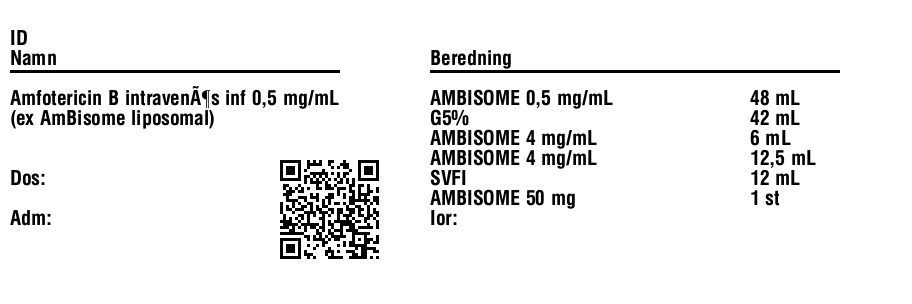 ID
Namn
Amfotericin B intravenÃ¶s inf 0,5 mg/mL
(ex AmBisome liposomal)
Dos:
Adm:
Beredning
AMBISOME 0,5 mg/mL 48 mL
G5% 42 mL
AMBISOME 4 mg/mL 6 mL
AMBISOME 4 mg/mL 12,5 mL
SVFI 12 mL
AMBISOME 50 mg 1 st
Ior: